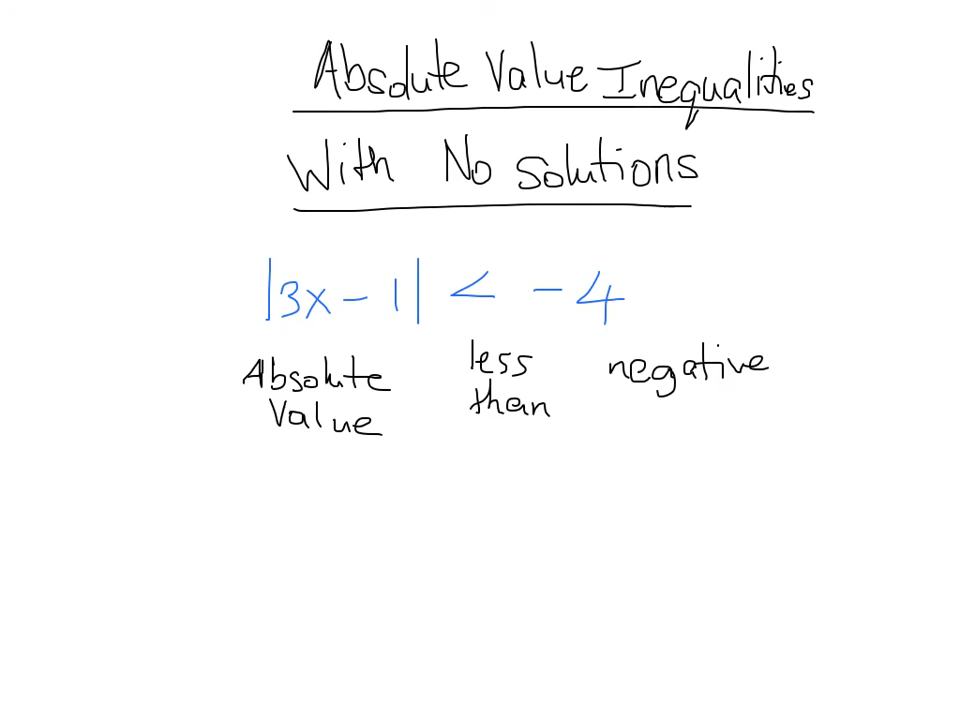 Absolute Value Inequalities
With No Solutions
|3x - 1| < - 4
Absolute less negative
Value than